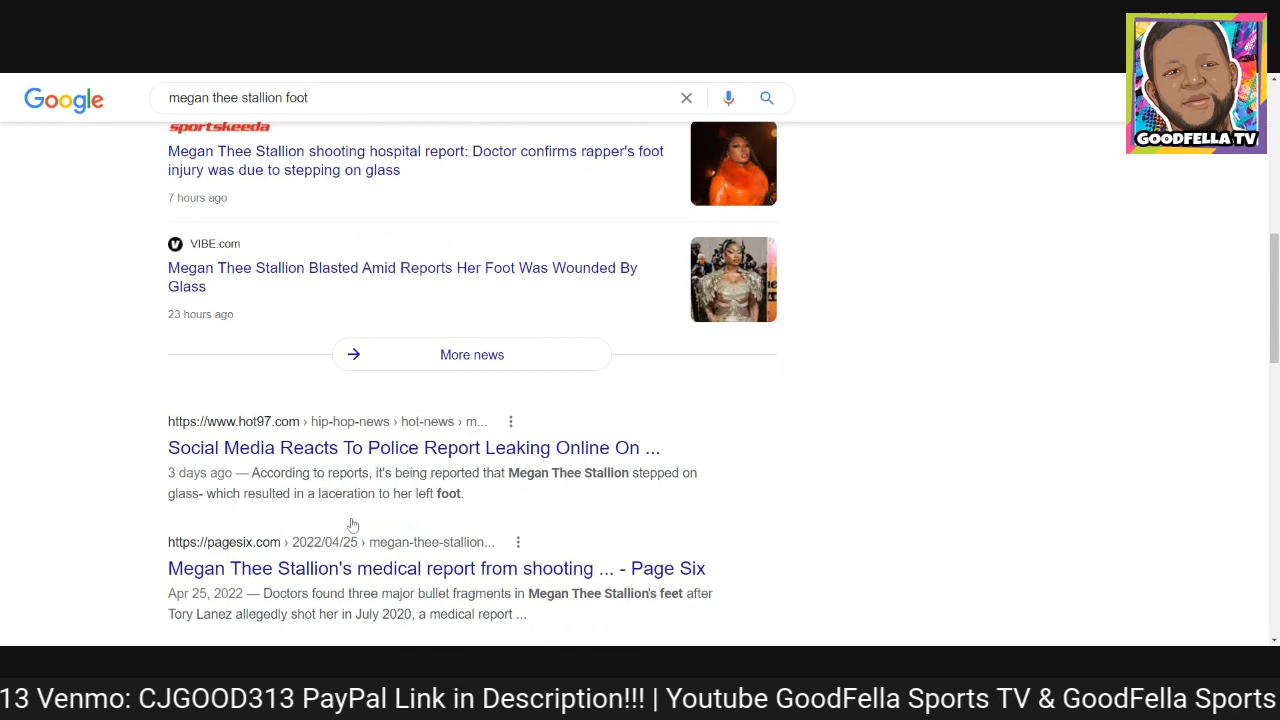 GOODFELLA TV
Google
megan thee stallion foot
sportskeeda
Megan Thee Stallion shooting hospital report: Doctor confirms rapper's foot
injury was due to stepping on glass
7 hours ago
V VIBE.com
Megan Thee Stallion Blasted Amid Reports Her Foot Was Wounded By
Glass
23 hours ago
More news
https://www.hot97.com › hip-hop-news › hot-news › m...
Social Media Reacts To Police Report Leaking Online On ...
3 days ago — According to reports, it's being reported that Megan Thee Stallion stepped on
glass- which resulted in a laceration to her left foot.
https://pagesix.com › 2022/04/25 › megan-thee-stallion...
Megan Thee Stallion's medical report from shooting ... - Page Six
Apr 25, 2022 — Doctors found three major bullet fragments in Megan Thee Stallion's feet after
Tory Lanez allegedly shot her in July 2020, a medical report ...
13 Venmo: CJGOOD313 PayPal Link in Description!!! | Youtube GoodFella Sports TV & GoodFella Sports